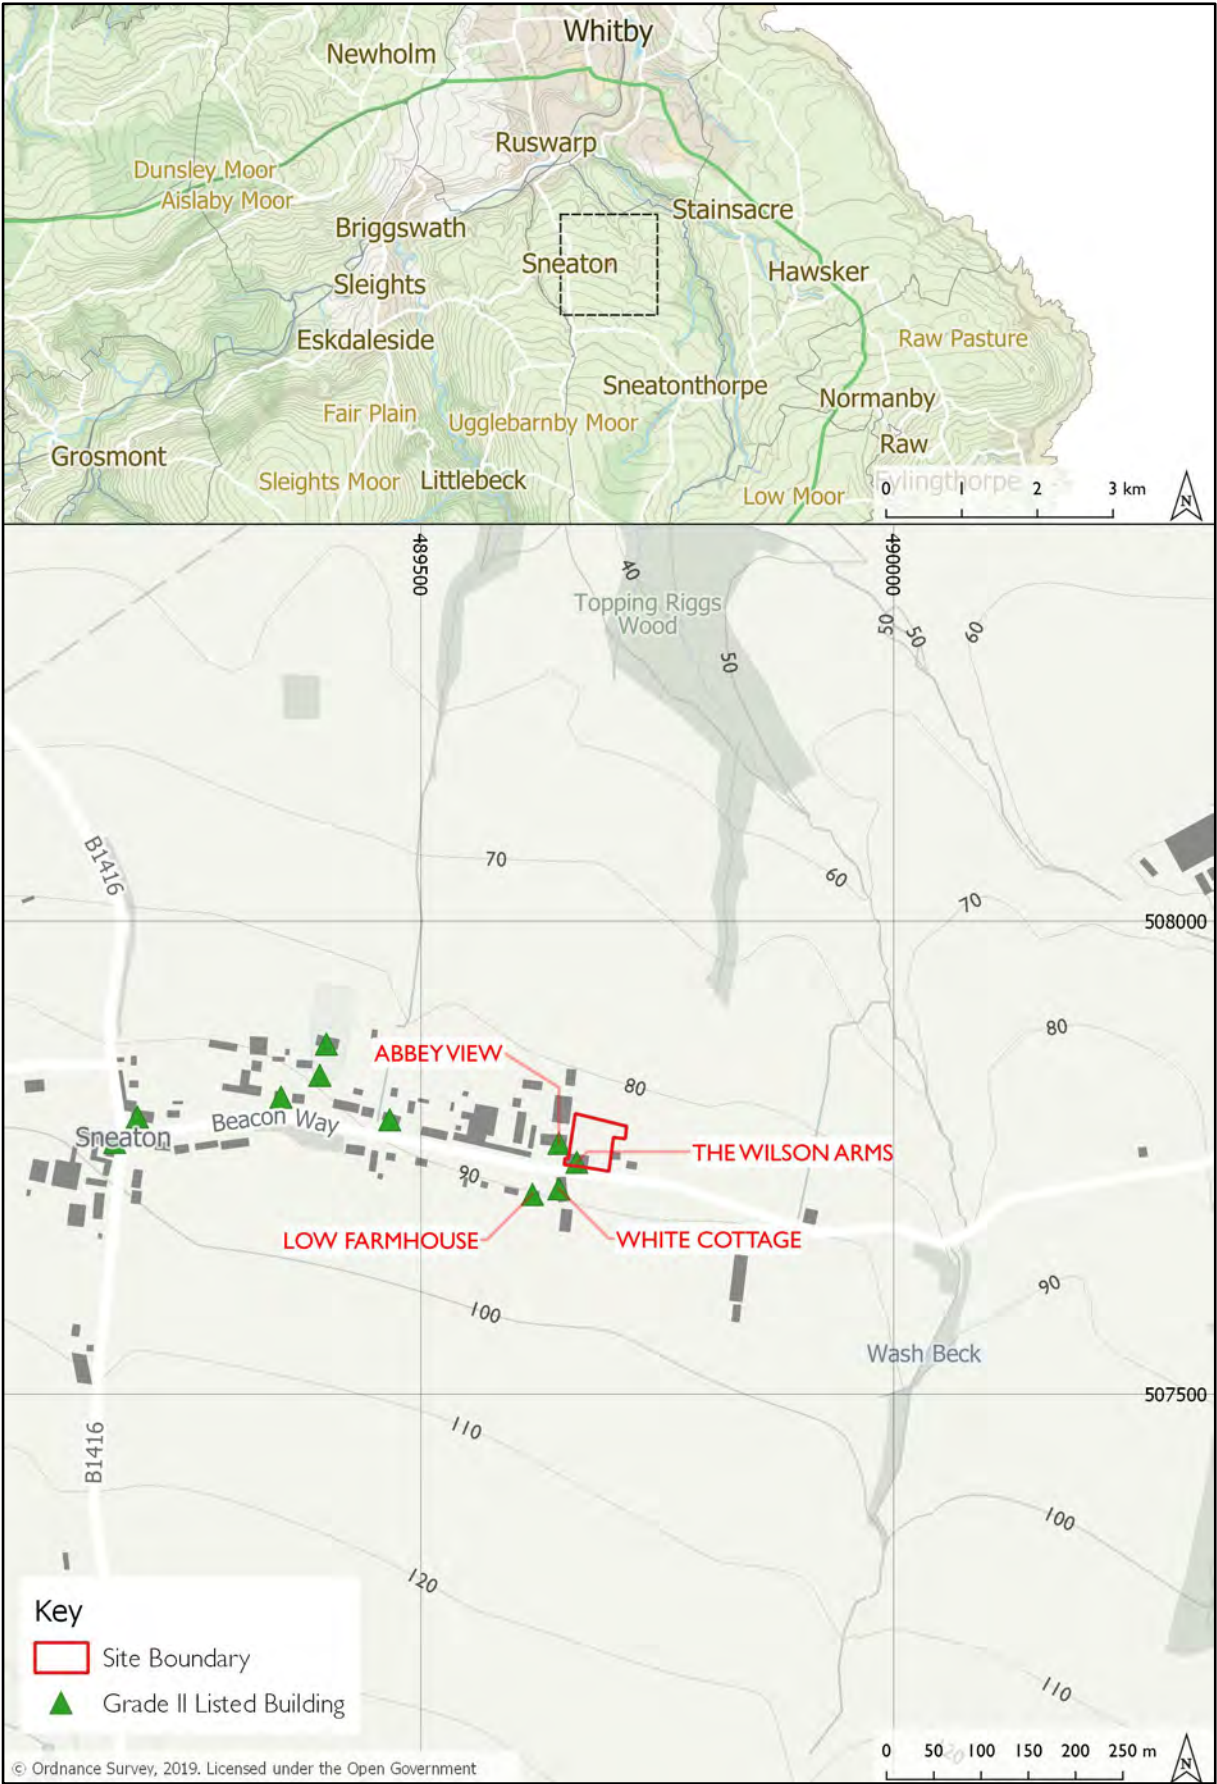 Whitby
Newholm
Ruswarp
Dunsley Moor
Aislaby Moor
Stainsacre
Briggswath
Sneaton
Hawsker
Sleights
Eskdaleside
Raw Pasture
Sneatonthorpe
Normanby
Fair Plain
Ugglebarnby Moor
Raw
Grosmont
Sleights Moor
Littlebeck
Low Moor
Fylingthorpe
0 1 2 3 km
N
489500
490000
40
Topping Riggs
Wood
50
50
50
60
B1416
70
60
70
508000
80
ABBEY VIEW
80
Beacon Way
Sneaton
THE WILSON ARMS
90
LOW FARMHOUSE
WHITE COTTAGE
90
100
Wash Beck
507500
110
B1416
100
120
110
120
Key
Site Boundary
Grade II Listed Building
0 50 100 150 200 250 m
N
© Ordnance Survey, 2019. Licensed under the Open Government